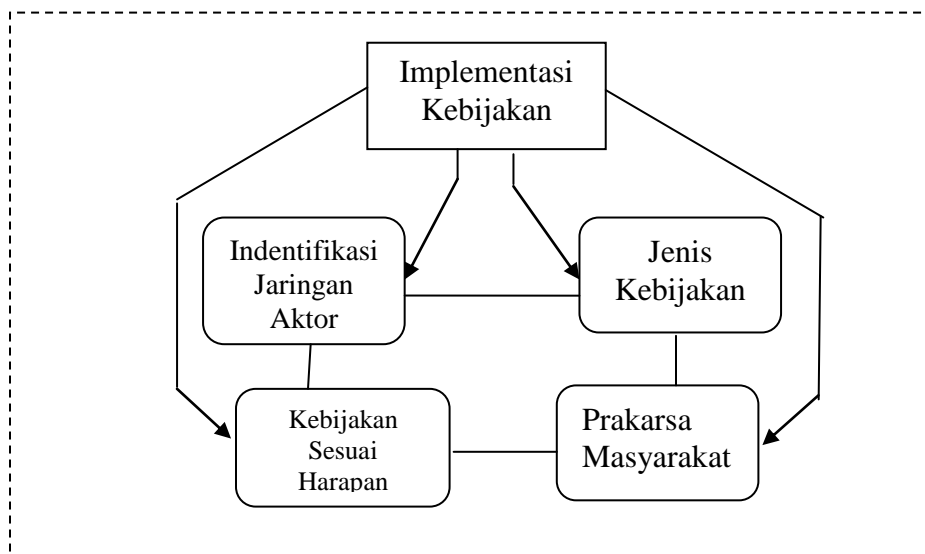 Implementasi
Kebijakan
Indentifikasi
Jaringan
Aktor
Jenis
Kebijakan
Kebijakan
Sesuai
Harapan
Prakarsa
Masyarakat